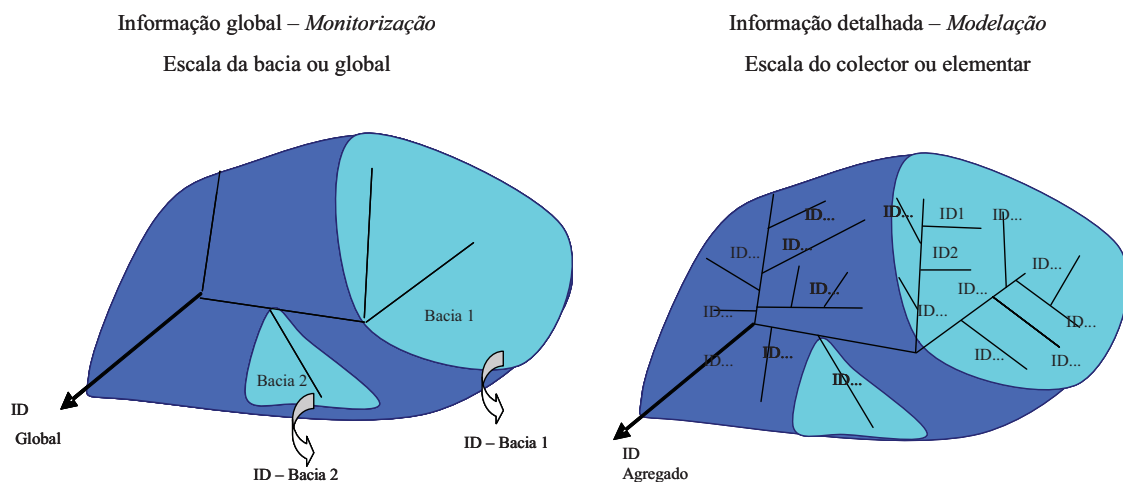 Informação global – Monitorização
Escala da bacia ou global
Bacia 1
Bacia 2
ID
Global
ID – Bacia 2
ID – Bacia 1
Informação detalhada – Modelação
Escala do colector ou elementar
ID...
ID...
ID1
ID...
ID...
ID...
ID2
ID...
ID...
ID...
ID...
ID...
ID...
ID...
ID...
ID...
ID...
ID...
ID
Agregado